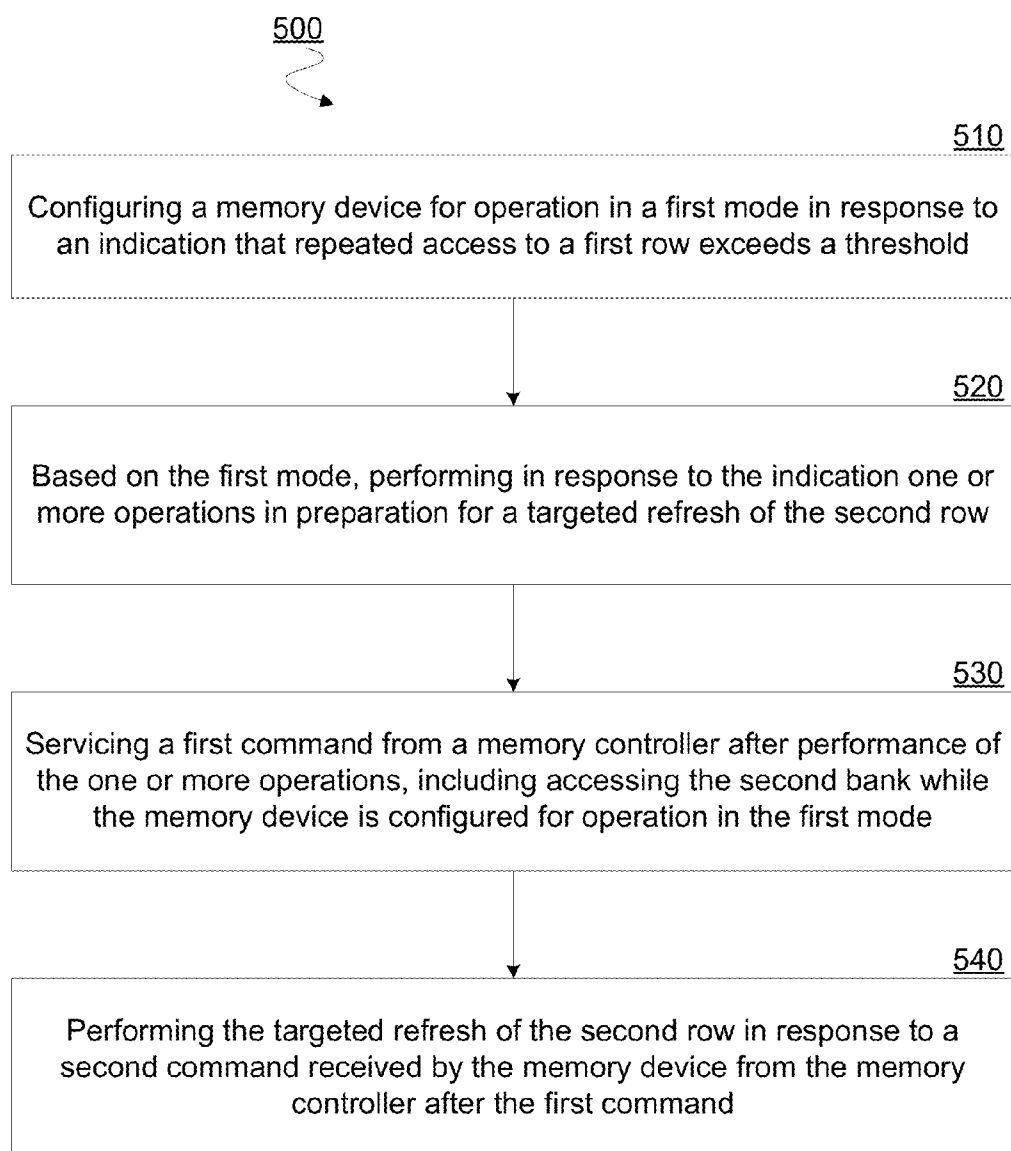 500
510
Configuring a memory device for operation in a first mode in response to
an indication that repeated access to a first row exceeds a threshold
520
Based on the first mode, performing in response to the indication one or
more operations in preparation for a targeted refresh of the second row
530
Servicing a first command from a memory controller after performance of
the one or more operations, including accessing the second bank while
the memory device is configured for operation in the first mode
540
Performing the targeted refresh of the second row in response to a
second command received by the memory device from the memory
controller after the first command